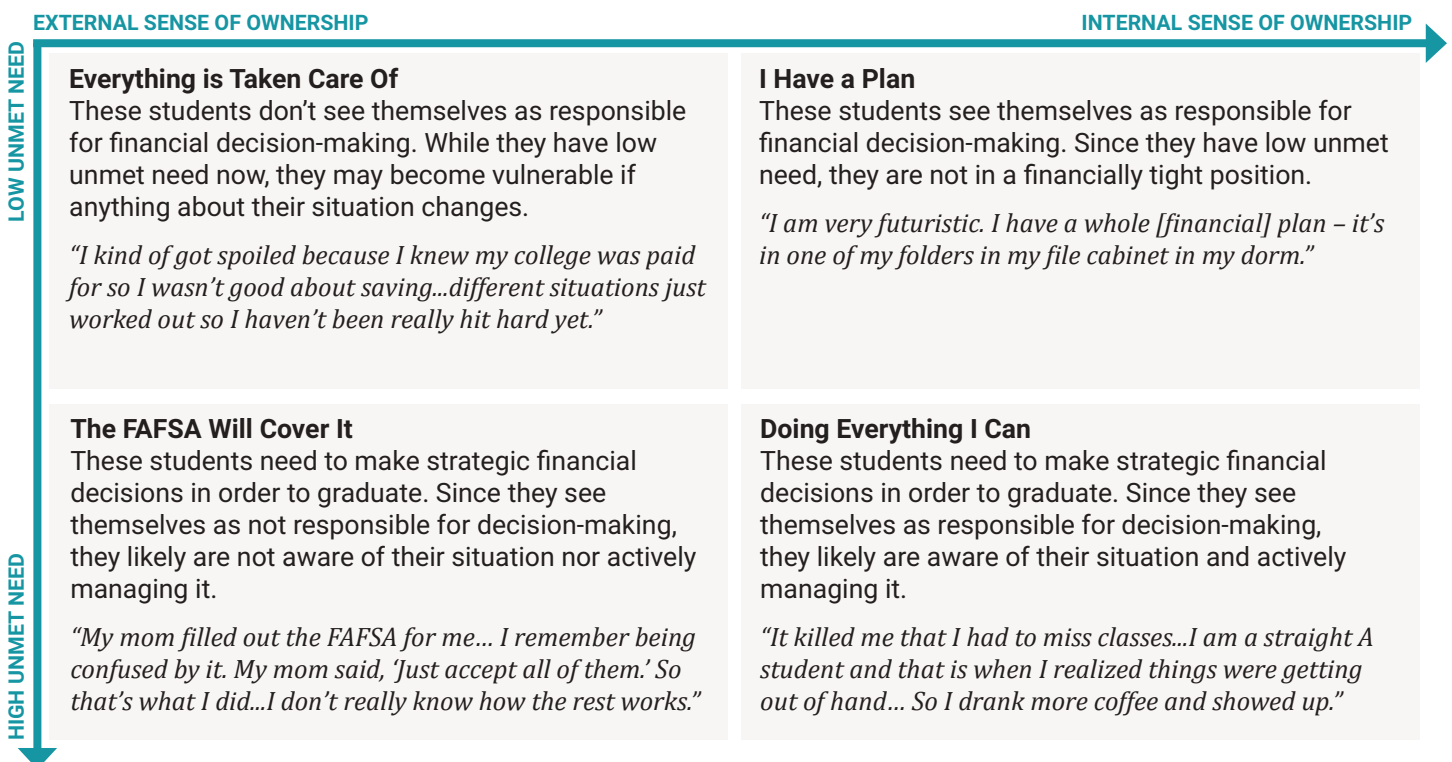 EXTERNAL SENSE OF OWNERSHIP
INTERNAL SENSE OF OWNERSHIP
LOW UNMET NEED
Everything is Taken Care Of
These students don’t see themselves as responsible
for financial decision-making. While they have low
unmet need now, they may become vulnerable if
anything about their situation changes.
“I kind of got spoiled because I knew my college was paid
for so I wasn’t good about saving...different situations just
worked out so I haven’t been really hit hard yet.”
I Have a Plan
These students see themselves as responsible for
financial decision-making. Since they have low unmet
need, they are not in a financially tight position.
“I am very futuristic. I have a whole [financial] plan – it’s
in one of my folders in my file cabinet in my dorm.”
HIGH UNMET NEED
The FAFSA Will Cover It
These students need to make strategic financial
decisions in order to graduate. Since they see
themselves as not responsible for decision-making,
they likely are not aware of their situation nor actively
managing it.
“My mom filled out the FAFSA for me… I remember being
confused by it. My mom said, ‘Just accept all of them.’ So
that’s what I did...I don’t really know how the rest works.”
Doing Everything I Can
These students need to make strategic financial
decisions in order to graduate. Since they see
themselves as responsible for decision-making,
they likely are aware of their situation and actively
managing it.
“It killed me that I had to miss classes...I am a straight A
student and that is when I realized things were getting
out of hand… So I drank more coffee and showed up.”